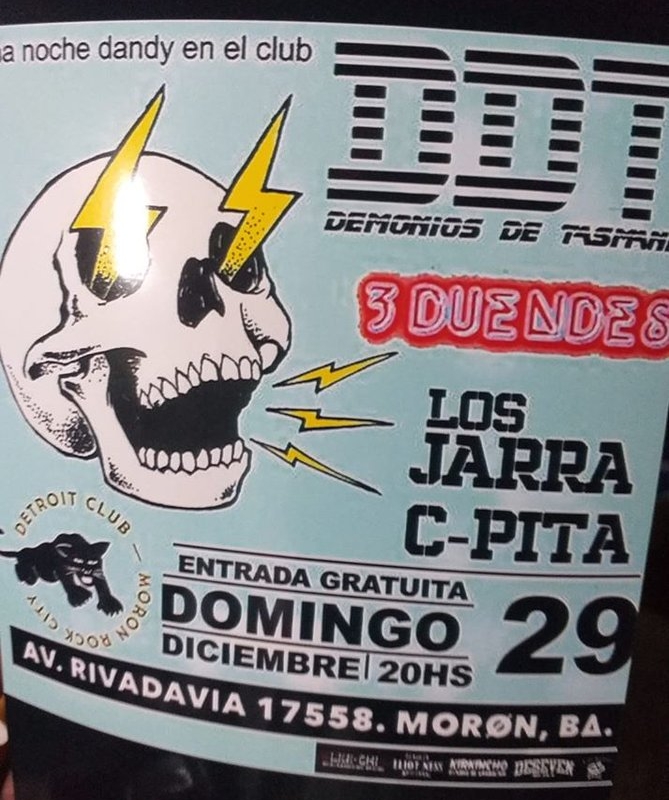 a noche dandy en el club
DDT
DEMONIOS DE TASMAN
3 DUENDES
LOS
JARRA
C-PITA
DETROIT CLUB — MORON ROCK CITY
ENTRADA GRATUITA
DOMINGO 29
DICIEMBRE 20HS
AV. RIVADAVIA 17558. MORØN, BA.
KIRKINCHO